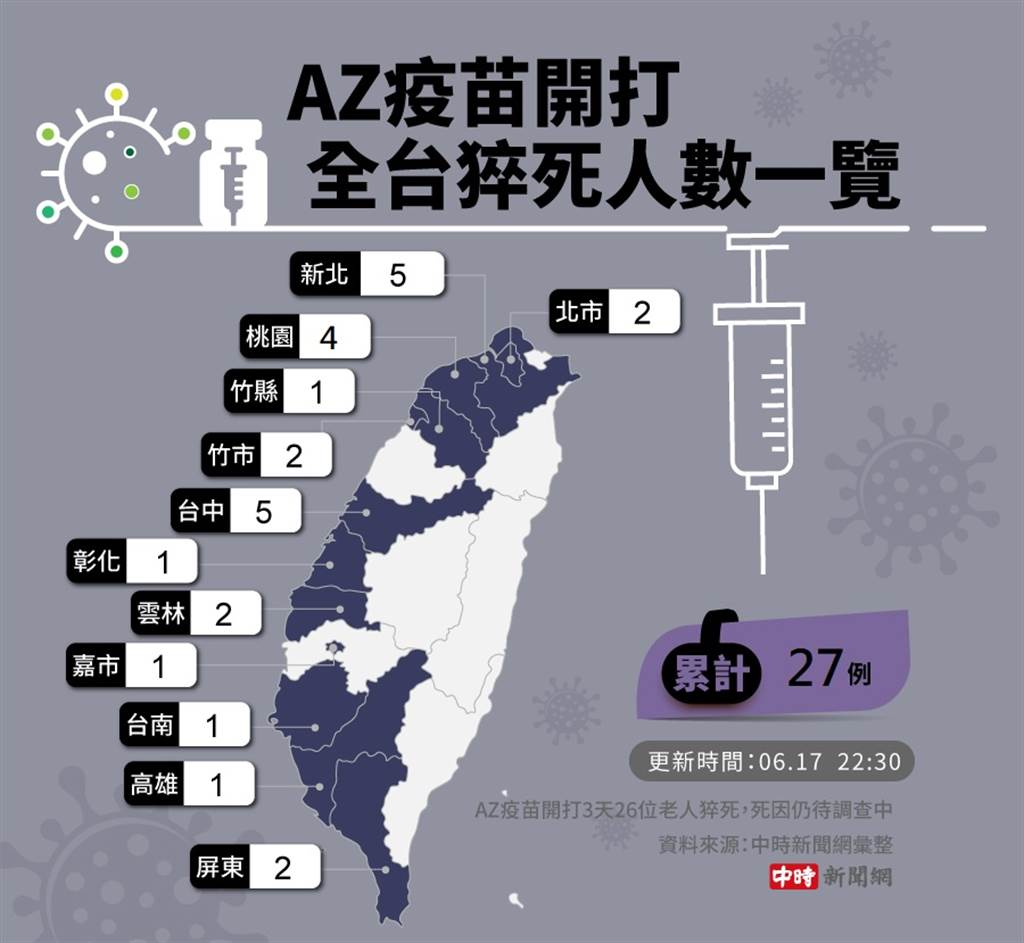 AZ疫苗開打
全台猝死人數一覽
新北 5
北市 2
桃園 4
竹縣 1
竹市 2
台中 5
彰化 1
雲林 2
嘉市 1
台南 1
高雄 1
屏東 2
累計 27例
更新時間：06.17 22:30
AZ疫苗開打3天26位老人猝死，死因仍待調查中
資料來源：中時新聞網彙整
中時 新聞網